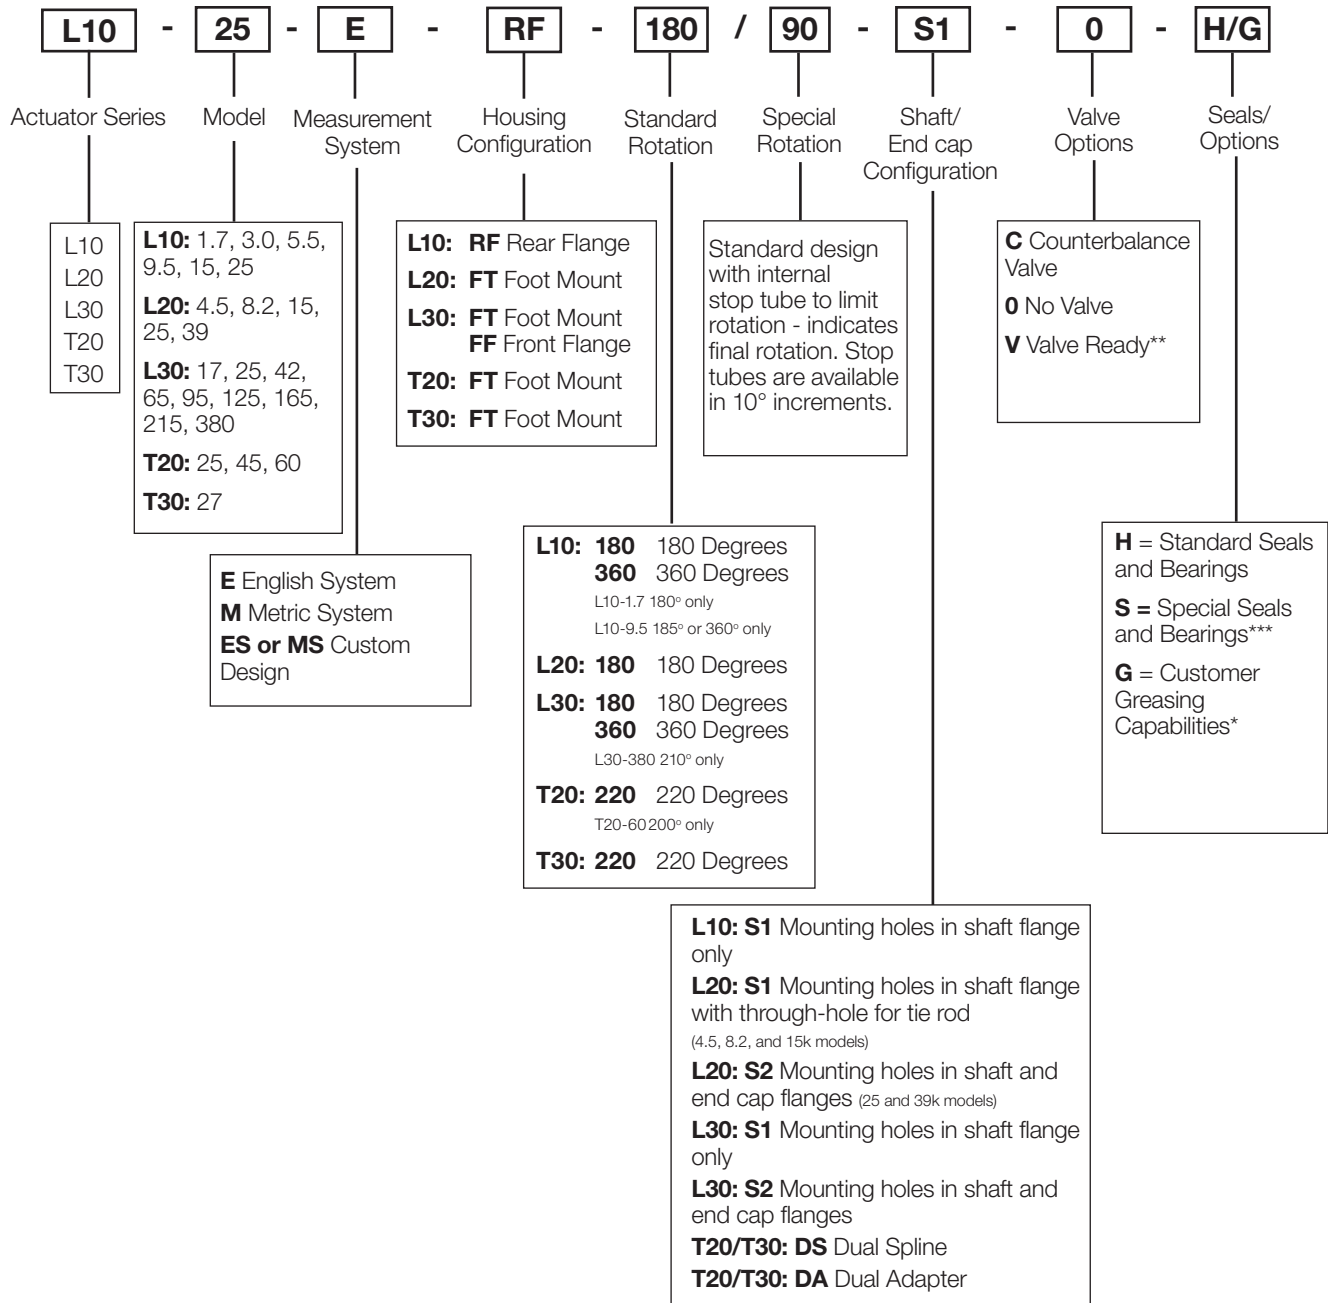 L10 - 25 - E - RF - 180 / 90 - S1 - 0 - H/G
Actuator Series
Model
Measurement
System
Housing
Configuration
Standard
Rotation
Special
Rotation
Shaft/
End cap
Configuration
Valve
Options
Seals/
Options
L10
L20
L30
T20
T30
L10: 1.7, 3.0, 5.5,
9.5, 15, 25
L20: 4.5, 8.2, 15,
25, 39
L30: 17, 25, 42,
65, 95, 125, 165,
215, 380
T20: 25, 45, 60
T30: 27
E English System
M Metric System
ES or MS Custom
Design
L10: RF Rear Flange
L20: FT Foot Mount
L30: FT Foot Mount
FF Front Flange
T20: FT Foot Mount
T30: FT Foot Mount
L10: 180 180 Degrees
360 360 Degrees
L10-1.7 180º only
L10-9.5 185º or 360º only
L20: 180 180 Degrees
L30: 180 180 Degrees
360 360 Degrees
L30-380 210º only
T20: 220 220 Degrees
T20-60 200º only
T30: 220 220 Degrees
Standard design
with internal
stop tube to limit
rotation - indicates
final rotation. Stop
tubes are available
in 10° increments.
L10: S1 Mounting holes in shaft flange
only
L20: S1 Mounting holes in shaft flange
with through-hole for tie rod
(4.5, 8.2, and 15k models)
L20: S2 Mounting holes in shaft and
end cap flanges (25 and 39k models)
L30: S1 Mounting holes in shaft flange
only
L30: S2 Mounting holes in shaft and
end cap flanges
T20/T30: DS Dual Spline
T20/T30: DA Dual Adapter
C Counterbalance
Valve
0 No Valve
V Valve Ready**
H = Standard Seals
and Bearings
S = Special Seals
and Bearings***
G = Customer
Greasing
Capabilities*